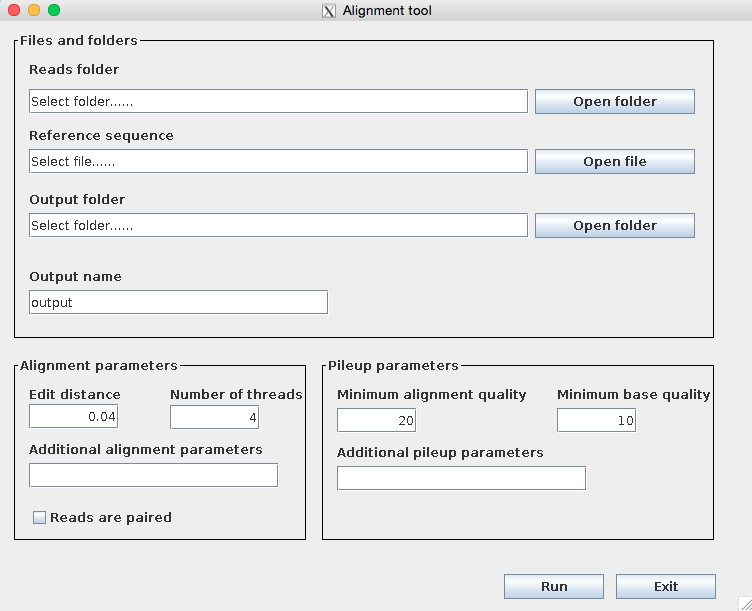 Alignment tool
Files and folders
Reads folder
Select folder......
Open folder
Reference sequence
Select file......
Open file
Output folder
Select folder......
Open folder
Output name
output
Alignment parameters
Edit distance
Number of threads
0.04
4
Additional alignment parameters
Reads are paired
Pileup parameters
Minimum alignment quality
Minimum base quality
20
10
Additional pileup parameters
Run
Exit